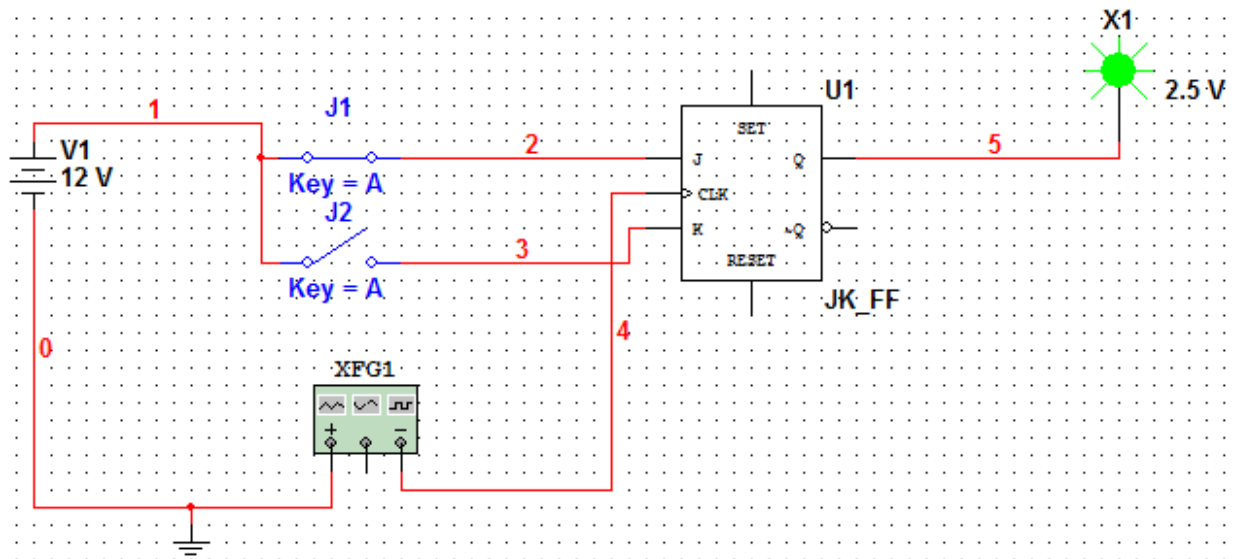 X1
2.5 V
U1
1
J1
V1
12 V
Key = A
2
J2
Key = A
3
SET
J
Q
CLK
K
~Q
RESET
JK_FF
5
0
4
XFG1
+
−